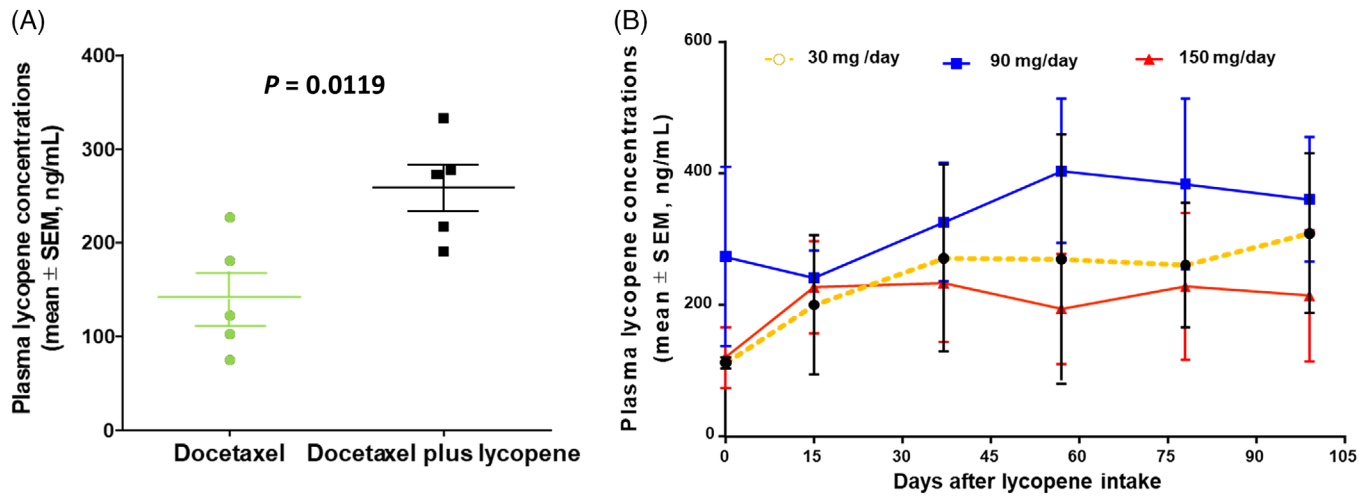 (A)
Plasma lycopene concentrations
(mean ± SEM, ng/mL)
400
300
200
100
0
P = 0.0119
Docetaxel
Docetaxel plus lycopene
(B)
Plasma lycopene concentrations
(mean ± SEM, ng/mL)
600
400
200
0
30 mg /day
90 mg/day
150 mg/day
0
15
30
45
60
75
90
105
Days after lycopene intake